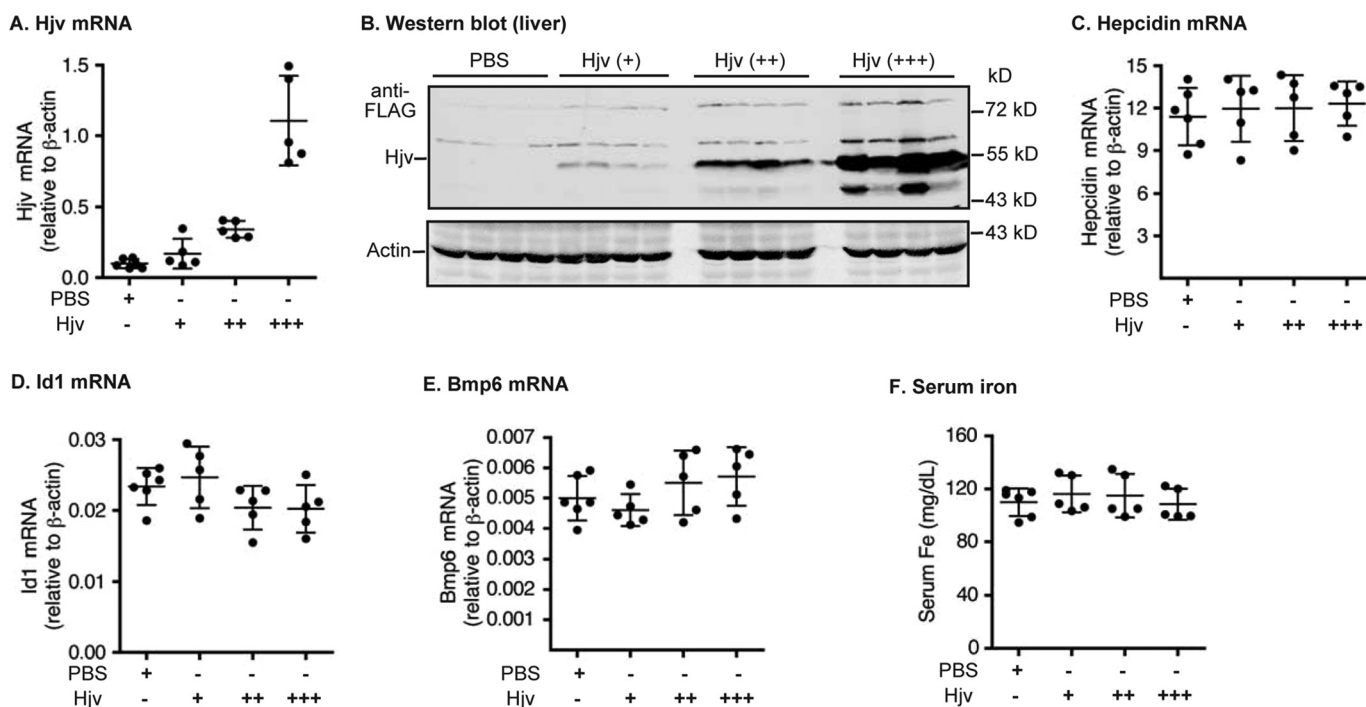 A. Hjv mRNA
Hjv mRNA
(relative to β-actin)
1.5
1.0
0.5
0.0
PBS + - - -
Hjv - + ++ +++
B. Western blot (liver)
PBS Hjv (+) Hjv (++) Hjv (+++) kD
anti-
FLAG
Hjv
72 kD
55 kD
43 kD
Actin
43 kD
C. Hepcidin mRNA
Hepcidin mRNA
(relative to β-actin)
15
12
9
6
3
PBS + - - -
Hjv - + ++ +++
D. Id1 mRNA
Id1 mRNA
(relative to β-actin)
0.03
0.02
0.01
0.00
PBS + - - -
Hjv - + ++ +++
E. Bmp6 mRNA
Bmp6 mRNA
(relative to β-actin)
0.007
0.006
0.005
0.004
0.003
0.002
0.001
PBS + - - -
Hjv - + ++ +++
F. Serum iron
Serum Fe (mg/dL)
160
120
80
40
0
PBS + - - -
Hjv - + ++ +++